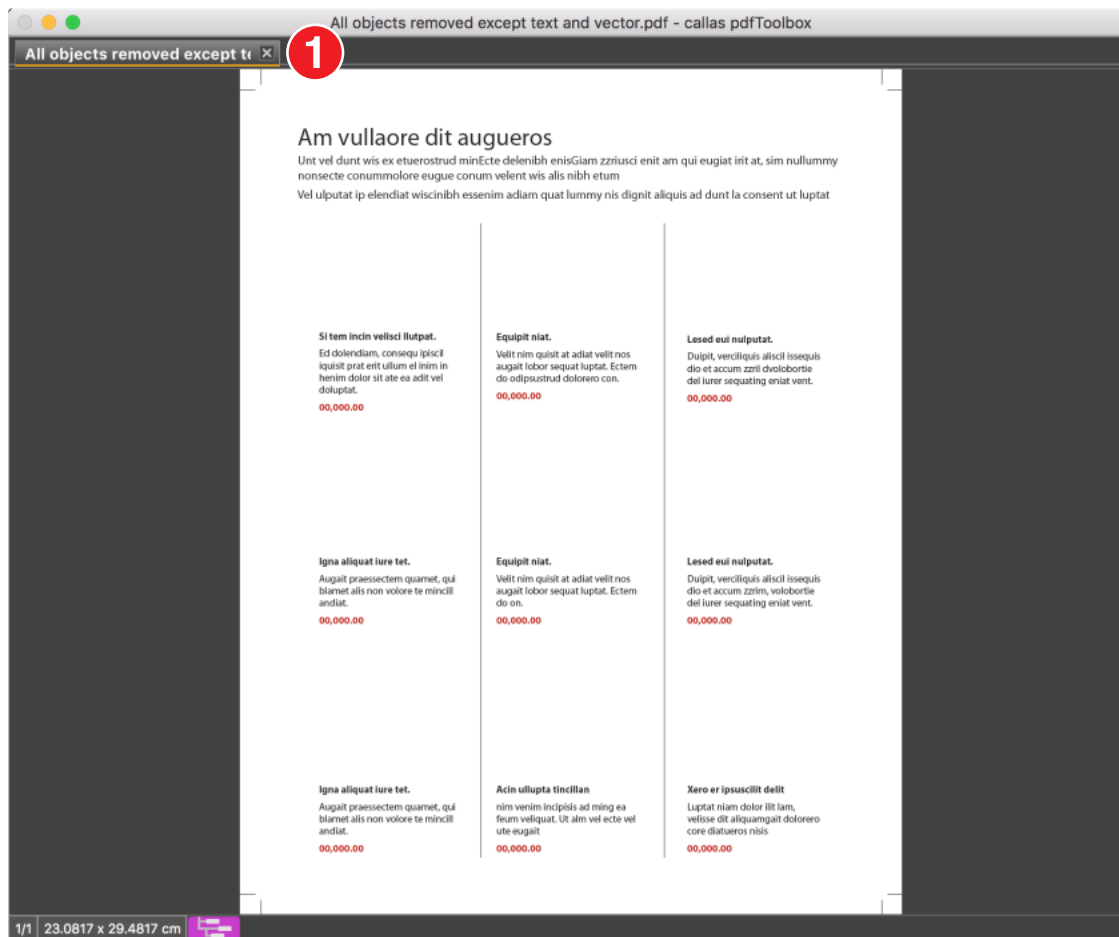 All objects removed except text and vector.pdf - callas pdfToolbox
All objects removed except te
1
Am vullaore dit augueros
Unt vel dunt wis ex etuerostrud minEcte delenibh enisGiam zzriusci enit am qui eugiat irit at, sim nullummy
nonsecte conummolore eugue conum velent wis alis nibh etum
Vel ulputat ip elendiat wiscinibh essenim adiam quat lummy nis dignit aliquis ad dunt la consent ut luptat
Si tem incin velisci llutpat.
Ed dolendiam, consequ ipiscil
iquisit prat erit ullum el inim in
henim dolor sit ate ea adit vel
doluptat.
00,000.00
Equipit niat.
Velit nim quisit at adiat velit nos
augait lobor sequat luptat. Ectem
do odipsustrud dolorero con.
00,000.00
Lesed eui nulputat.
Duipit, verciliquis aliscil issequis
dio et accum zzril dvolobortie
del iurer sequating eniat vent.
00,000.00
Igna aliquat iure tet.
Augait praessectem quamet, qui
blamet alis non volore te mincill
andiat.
00,000.00
Equipit niat.
Velit nim quisit at adiat velit nos
augait lobor sequat luptat. Ectem
do on.
00,000.00
Lesed eui nulputat.
Duipit, verciliquis aliscil issequis
dio et accum zzrim, volobortie
del iurer sequating eniat vent.
00,000.00
Igna aliquat iure tet.
Augait praessectem quamet, qui
blamet alis non volore te mincill
andiat.
00,000.00
Acin ullupta tincillan
nim venim incipisis ad ming ea
feum veliquat. Ut alm vel ecte vel
ute eugait
00,000.00
Xero er ipsuscilit delit
Luptat niam dolor ilit lam,
velisse dit aliquamgait dolorero
core diatueros nisis
00,000.00
1/1 23.0817 x 29.4817 cm